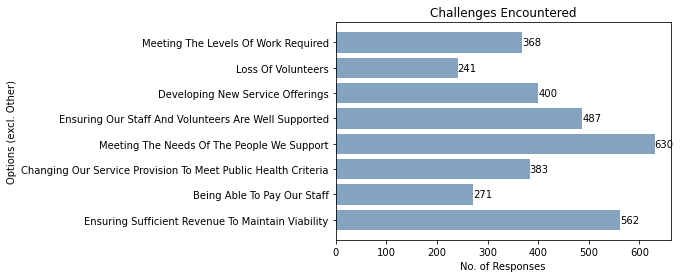 Challenges Encountered
Meeting The Levels Of Work Required
368
Loss Of Volunteers
241
Developing New Service Offerings
400
Ensuring Our Staff And Volunteers Are Well Supported
487
Meeting The Needs Of The People We Support
630
Changing Our Service Provision To Meet Public Health Criteria
383
Being Able To Pay Our Staff
271
Ensuring Sufficient Revenue To Maintain Viability
562
Options (excl. Other)
0 100 200 300 400 500 600
No. of Responses